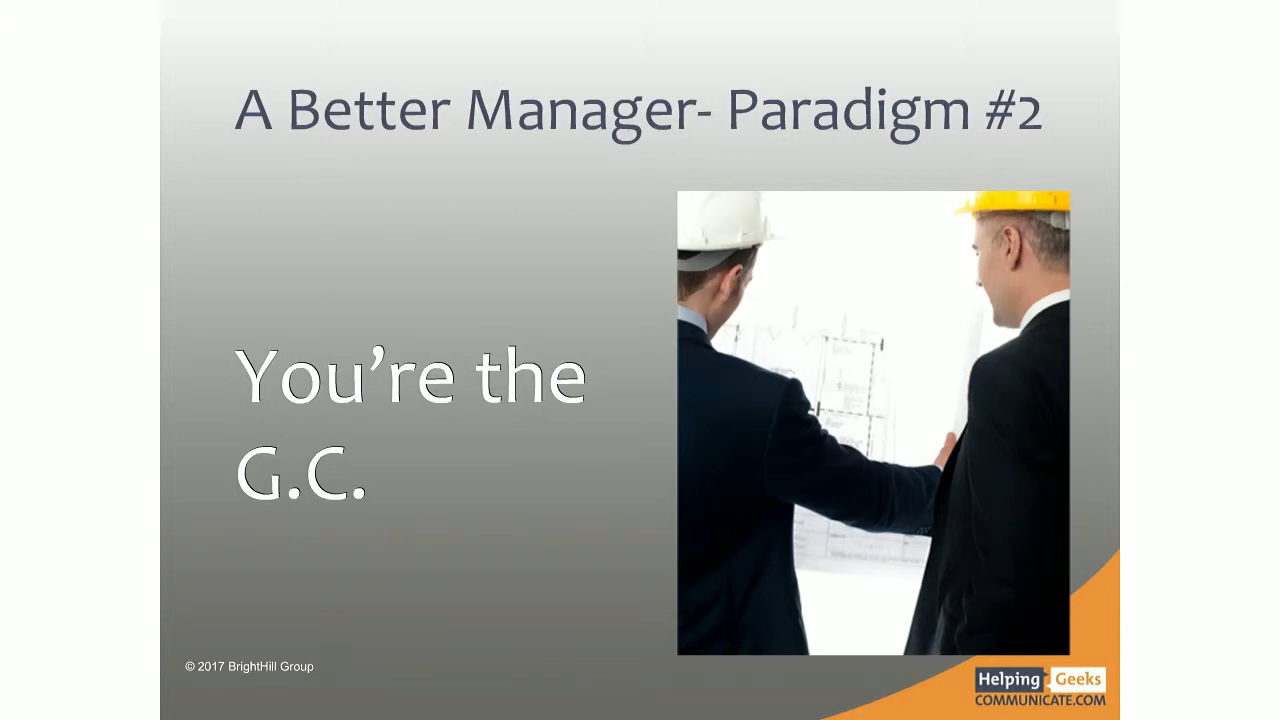 A Better Manager- Paradigm #2
You're the
G.C.
© 2017 BrightHill Group
Helping Geeks
COMMUNICATE.COM